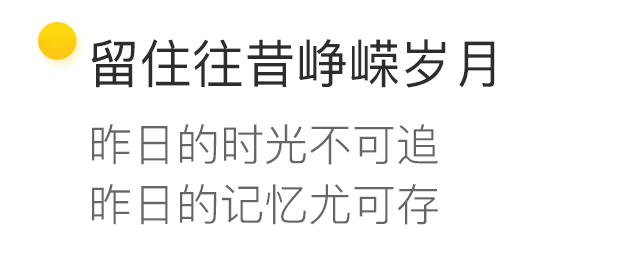 留住往昔峥嵘岁月
昨日的时光不可追
昨日的记忆尤可存